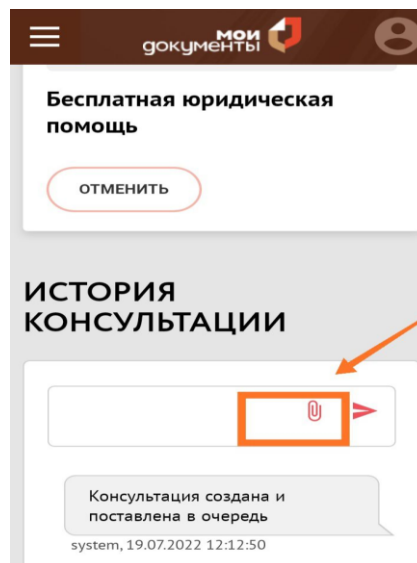 мои
документы
Бесплатная юридическая
помощь
ОТМЕНИТЬ
ИСТОРИЯ
КОНСУЛЬТАЦИИ
Консультация создана и
поставлена в очередь
system, 19.07.2022 12:12:50